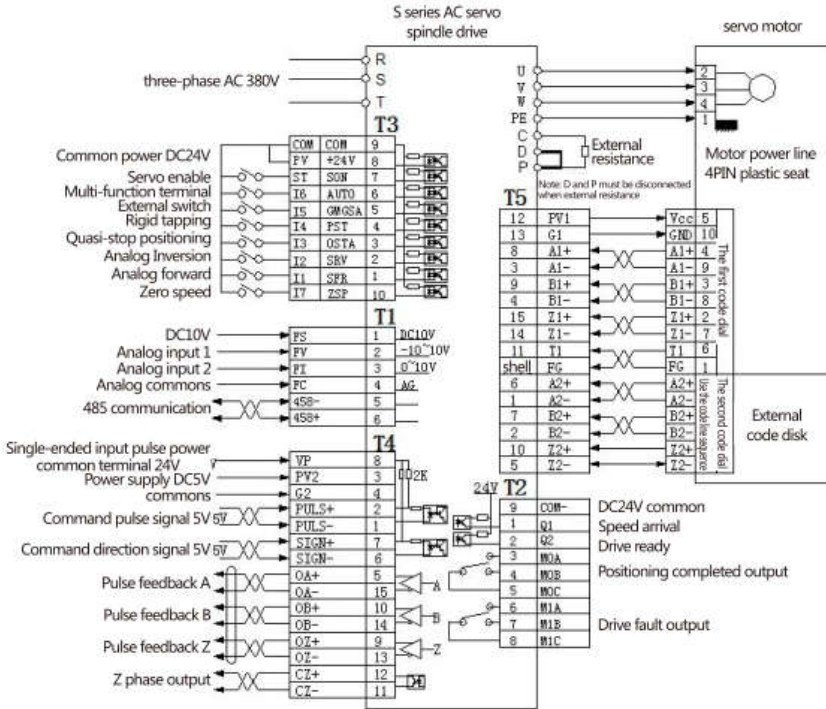 S series AC servo
spindle drive
servo motor
three-phase AC 380V
R
S
T
U
V
W
PE
C
D
P
2
3
4
1
External
resistance
Note: D and P must be disconnected
when external resistance
Motor power line
4PIN plastic seat
T3
COM COM 9
Common power DC24V PV +24V 8
Servo enable ST SON 7
Multi-function terminal I6 AUTO 6
External switch I5 GMGSA 5
Rigid tapping I4 PST 4
Quasi-stop positioning I3 OSTA 3
Analog Inversion I2 SRV 2
Analog forward I1 SFR 1
Zero speed I7 ZSP 10
T1
DC10V FS 1 DC10V
Analog input 1 FV 2 -10~10V
Analog input 2 FI 3 0~10V
Analog commons FC 4 AG
485 communication
458- 5
458+ 6
T4
Single-ended input pulse power
common terminal 24V VP 8
Power supply DC5V PV2 3
commons G2 4
2K
Command pulse signal 5V 5V
PULS+ 2
PULS- 1
Command direction signal 5V 5V
SIGN+ 7
SIGN- 6
Pulse feedback A
OA+ 5
OA- 15
A
Pulse feedback B
OB+ 10
OB- 14
B
Pulse feedback Z
OZ+ 9
OZ- 13
Z
Z phase output
CZ+ 12
CZ- 11
T5
12 PV1 Vcc 5
13 G1 GND 10
8 A1+ A1+ 4
3 A1- A1- 9
9 B1+ B1+ 3
4 B1- B1- 8
15 Z1+ Z1+ 2
14 Z1- Z1- 7
11 T1 T1 6
shell FG FG 1
The first code dial
6 A2+ A2+
1 A2- A2-
7 B2+ B2+
2 B2- B2-
10 Z2+ Z2+
5 Z2- Z2-
The second code dial
Use the code line sequence
External
code disk
T2
24V
9 COM- DC24V common
1 Q1 Speed arrival
2 Q2 Drive ready
3 M0A
4 M0B Positioning completed output
5 M0C
6 M1A
7 M1B Drive fault output
8 M1C